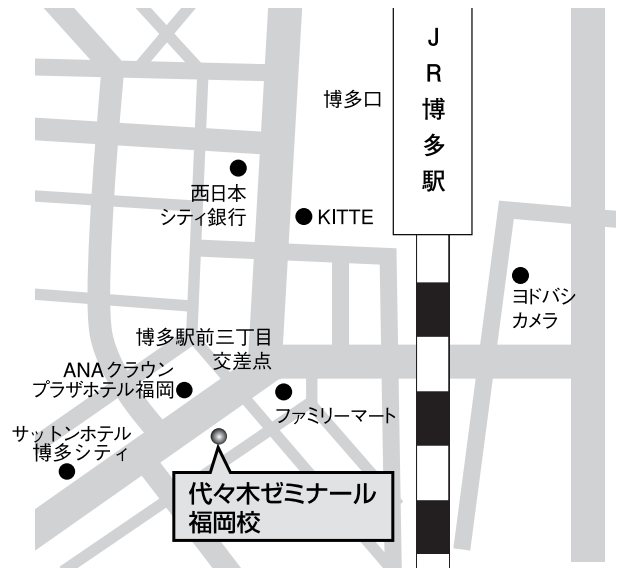 JR博多駅
博多口
西日本
シティ銀行
KITTE
ヨドバシ
カメラ
博多駅前三丁目
交差点
ANAクラウン
プラザホテル福岡
ファミリーマート
サットンホテル
博多シティ
代々木ゼミナール
福岡校